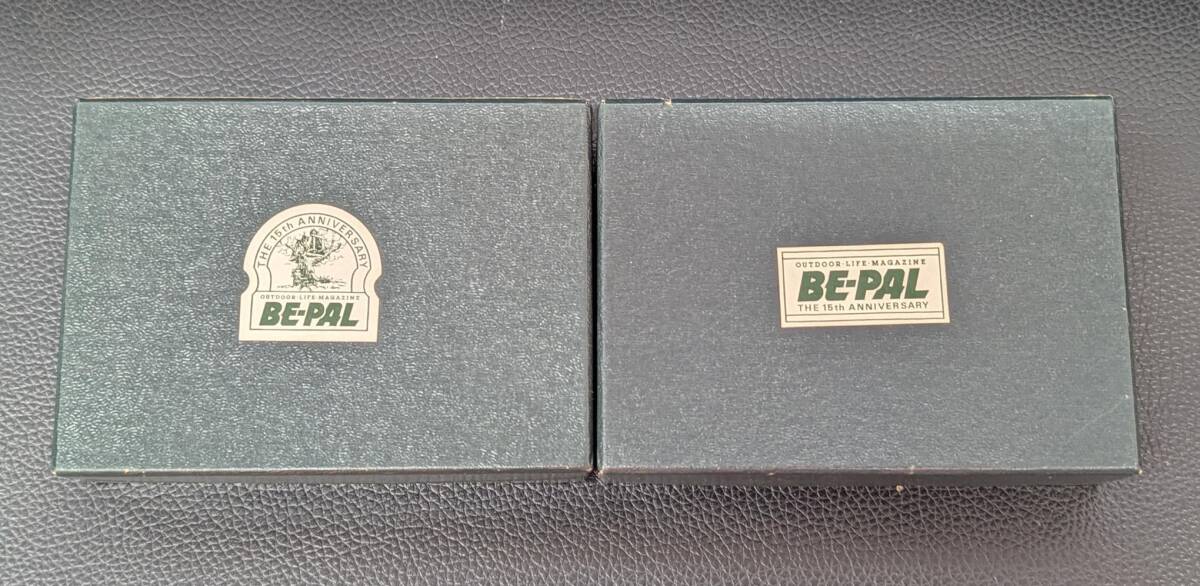 THE 15th ANNIVERSARY
OUTDOOR·LIFE·MAGAZINE
BE-PAL
OUTDOOR·LIFE·MAGAZINE
BE-PAL
THE 15th ANNIVERSARY